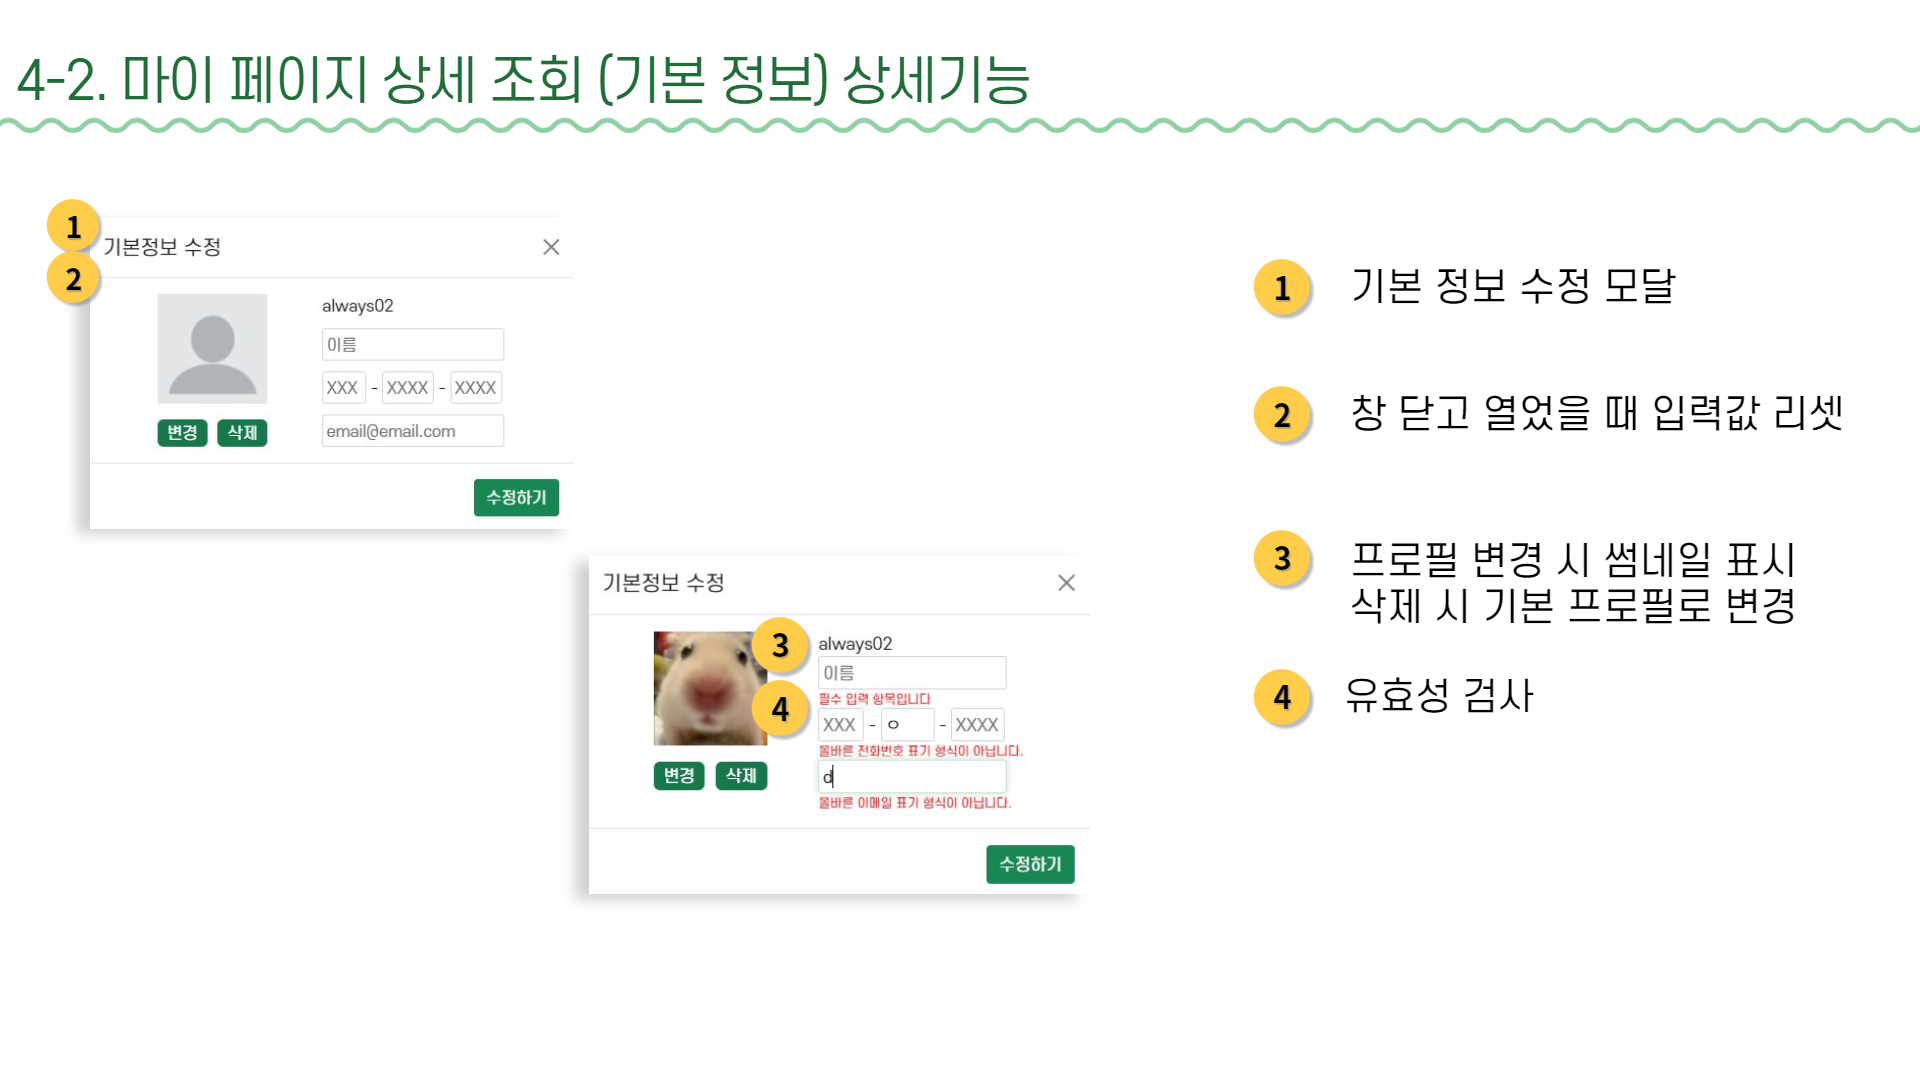 4-2. 마이 페이지 상세 조회 (기본 정보) 상세기능
1
2
기본정보 수정
always02
이름
XXX - XXXX - XXXX
email@email.com
변경 삭제
수정하기
기본정보 수정
3
4
always02
이름
필수 입력 항목입니다
XXX - ㅇ - XXXX
올바른 전화번호 표기 형식이 아닙니다.
d
올바른 이메일 표기 형식이 아닙니다.
변경 삭제
수정하기
1 기본 정보 수정 모달
2 창 닫고 열었을 때 입력값 리셋
3 프로필 변경 시 썸네일 표시
삭제 시 기본 프로필로 변경
4 유효성 검사